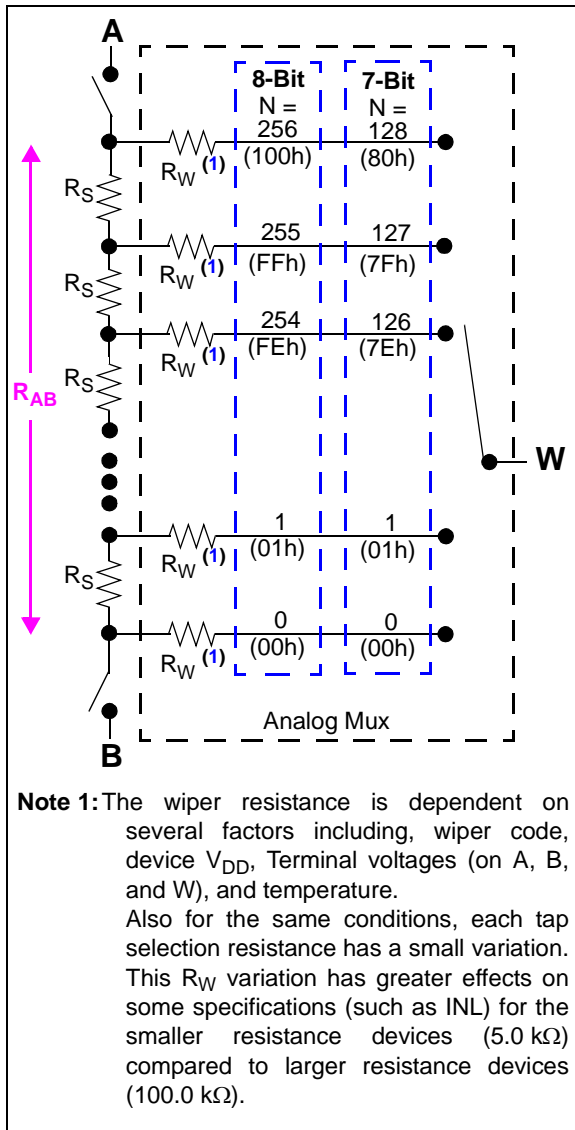 A
8-Bit
N =
7-Bit
N =
256
(100h)
128
(80h)
RW (1)
RS
255
(FFh)
127
(7Fh)
RW (1)
RS
254
(FEh)
126
(7Eh)
RW (1)
RS
RAB
W
1
(01h)
1
(01h)
RW (1)
RS
0
(00h)
0
(00h)
RW (1)
Analog Mux
B
Note 1: The wiper resistance is dependent on
several factors including, wiper code,
device VDD, Terminal voltages (on A, B,
and W), and temperature.
Also for the same conditions, each tap
selection resistance has a small variation.
This RW variation has greater effects on
some specifications (such as INL) for the
smaller resistance devices (5.0 kΩ)
compared to larger resistance devices
(100.0 kΩ).